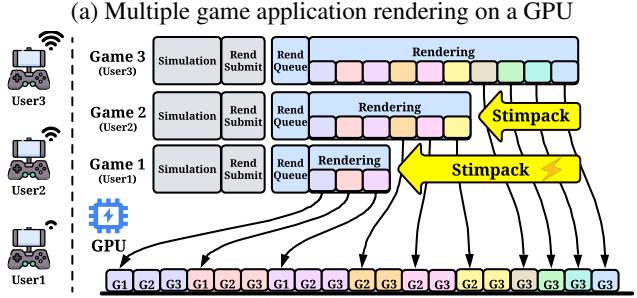 (a) Multiple game application rendering on a GPU
User3
Game 3
(User3)
Simulation
Rend
Submit
Rend
Queue
Rendering
User2
Game 2
(User2)
Simulation
Rend
Submit
Rend
Queue
Rendering
Stimpack
Game 1
(User1)
Simulation
Rend
Submit
Rend
Queue
Rendering
Stimpack
User1
GPU
G1 G2 G3 G1 G2 G3 G1 G2 G3 G2 G3 G2 G3 G2 G3 G3 G3 G3 G3